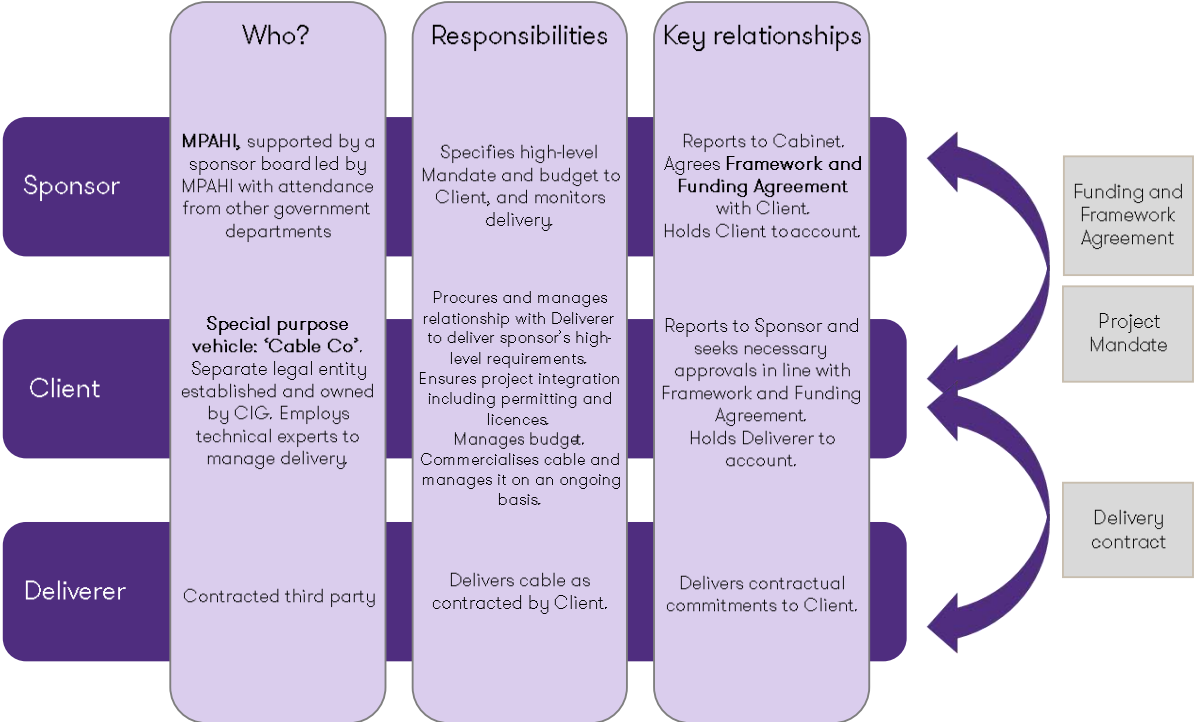 Who?
Responsibilities
Key relationships
Sponsor
MPAHI, supported by a
sponsor board led by
MPAHI with attendance
from other government
departments
Specifies high-level
Mandate and budget to
Client, and monitors
delivery.
Reports to Cabinet.
Agrees Framework and
Funding Agreement
with Client.
Holds Client to account.
Funding and
Framework
Agreement
Client
Special purpose
vehicle: ‘Cable Co’.
Separate legal entity
established and owned
by CIG. Employs
technical experts to
manage delivery.
Procures and manages
relationship with Deliverer
to deliver sponsor’s high-
level requirements.
Ensures project integration
including permitting and
licences.
Manages budget.
Commercialises cable and
manages it on an ongoing
basis.
Reports to Sponsor and
seeks necessary
approvals in line with
Framework and Funding
Agreement.
Holds Deliverer to
account.
Project
Mandate
Deliverer
Contracted third party
Delivers cable as
contracted by Client.
Delivers contractual
commitments to Client.
Delivery
contract